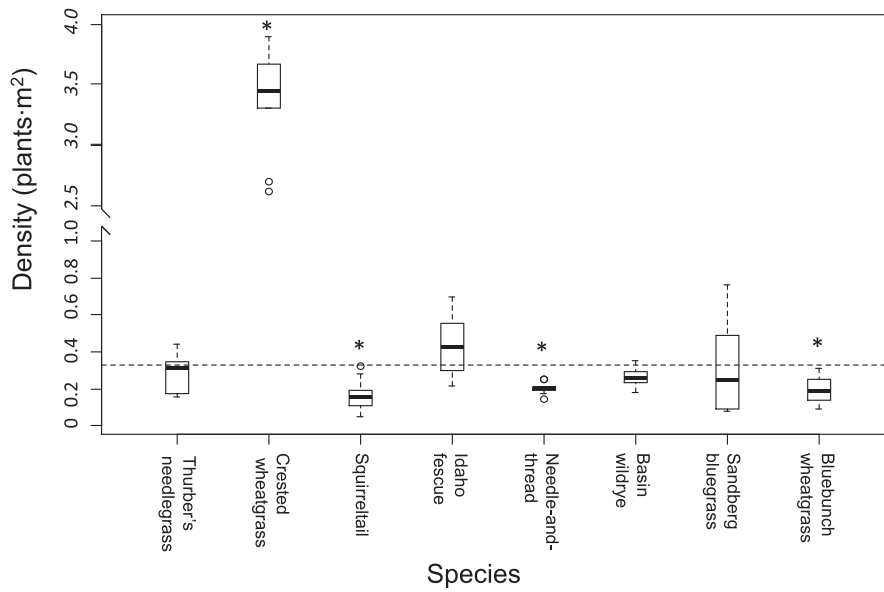 Density (plants·m²)
4.0
3.5
3.0
2.5
1.0
0.8
0.6
0.4
0.2
0
*
*
*
*
Thurber's
needlegrass
Crested
wheatgrass
Squirreltail
Idaho
fescue
Needle-and-
thread
Basin
wildrye
Sandberg
bluegrass
Bluebunch
wheatgrass
Species